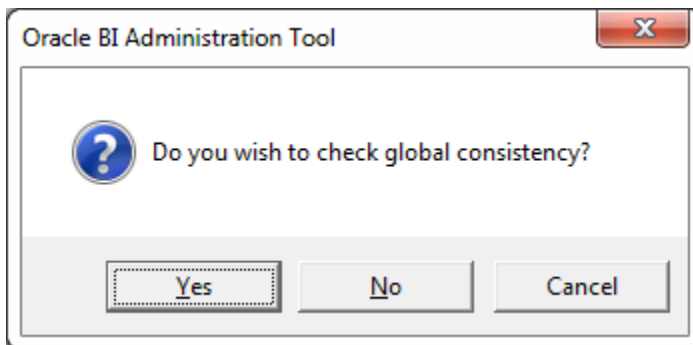 Oracle BI Administration Tool
Do you wish to check global consistency?
Yes No Cancel